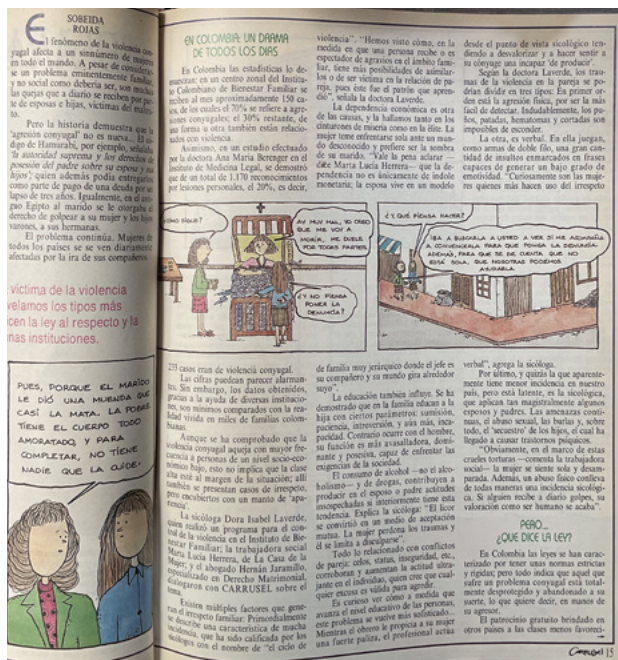 SOBEIDA
ROJAS
El fenómeno de la violencia con-
yugal afecta a un sinnúmero de mujeres
en todo el mundo. A pesar de considerar-
se un problema eminentemente familiar
y no social como debería ser, son muchas
las quejas que a diario se reciben por par-
te de esposas e hijas, víctimas del maltra-
to.
Pero la historia demuestra que la
"agresión conyugal" no es nueva... El có-
digo de Hamurabi, por ejemplo, señalaba
'la autoridad suprema y los derechos de
posesión del padre sobre su esposa y sus
hijos'; quien además podía entregarlos
como parte de pago de una deuda por un
lapso de tres años. Igualmente, en el anti-
guo Egipto al marido se le otorgaba el
derecho de golpear a su mujer y los hijos
varones, a sus hermanas.
El problema continúa. Mujeres de
todos los países se ven diariamente
afectadas por la ira de sus compañeros
víctima de la violencia
velamos los tipos más
cen la ley al respecto y la
nas instituciones.
PUES, PORQUE EL MARIDO
LE DIÓ UNA MUENDA QUE
CASI LA MATA. LA POBRE
TIENE EL CUERPO TODO
AMORATADO, Y PARA
COMPLETAR, NO TIENE
NADIE QUE LA CUIDE.
EN COLOMBIA: UN DRAMA
DE TODOS LOS DIAS
En Colombia las estadísticas lo de-
muestran: en un centro zonal del Institu-
to Colombiano de Bienestar Familiar se
reciben al mes aproximadamente 150 ca-
sos, de los cuales el 70% se refiere a agre-
siones conyugales; el 30% restante, de
una forma u otra también están relacio-
nados con violencia.
Asimismo, en un estudio efectuado
por la doctora Ana María Berenger en el
Instituto de Medicina Legal, se demostró
que de un total de 1.170 reconocimientos
por lesiones personales, el 20%, es decir,
violencia". "Hemos visto cómo, en la
medida en que una persona recibe o es
espectador de agravios en el ámbito fami-
liar, tiene más posibilidades de asimilar-
los o de ser víctima en la relación de pa-
reja, pues éste fue el patrón que apren-
dió", señala la doctora Laverde.
La dependencia económica es otra
de las causas, y la hallamos tanto en los
cinturones de miseria como en la élite. La
mujer teme enfrentarse sola ante un mun-
do desconocido y prefiere ser la sombra
de su marido. "Vale la pena aclarar —
dice Marta Lucía Herrera— que la de-
pendencia no es únicamente de índole
monetaria; la esposa vive en un modelo
desde el punto de vista sicológico ten-
diendo a desvalorizar y a hacer sentir a
su cónyuge una incapaz 'de producir'.
Según la doctora Laverde, los trau-
mas de la violencia en la pareja se po-
drían dividir en tres tipos: En primer or-
den está la agresión física, por ser la más
fácil de detectar. Indudablemente, los pu-
ños, patadas, hematomas y cortadas son
imposibles de esconder.
La otra, es verbal. En ella juegan,
como armas de doble filo, una gran can-
tidad de insultos enmarcados en frases
capaces de generar un bajo grado de
emotividad. "Curiosamente son las muje-
res quienes más hacen uso del irrespeto
¿CÓMO SIGUE?
AY MUY MAL, YO CREO
QUE ME VOY A
MORIR, ME DUELE
POR TODAS PARTES.
¿Y NO PIENSA
PONER LA
DENUNCIA?
¿Y QUÉ PIENSA HACER?
IBA A BUSCARLA A USTED A VER SI ME ACOMPAÑA
A CONVENCERLA PARA QUE PONGA LA DEMANDA.
ADEMÁS, PARA QUE SE DE CUENTA QUE NO
ESTÁ SOLA, QUE NOSOTRAS PODEMOS
AYUDARLA.
233 casos eran de violencia conyugal.
Las cifras puedan parecer alarman-
tes. Sin embargo, los datos obtenidos,
gracias a la ayuda de diversas institucio-
nes, son mínimos comparados con la rea-
lidad vivida en miles de familias colom-
bianas.
Aunque se ha comprobado que la
violencia conyugal aqueja con mayor fre-
cuencia a personas de un nivel socio-eco-
nómico bajo, esto no implica que la clase
alta esté al margen de la situación; allí
también se presentan casos de irrespeto,
pero encubiertos con un manto de 'apa-
tencia'.
La sicóloga Dora Isabel Laverde,
quien realizó un programa para el con-
trol de la violencia en el Instituto de Bie-
nestar Familiar; la trabajadora social
Marta Lucía Herrera, de La Casa de la
Mujer; y el abogado Hernán Jaramillo,
especializado en Derecho Matrimonial,
dialogaron con CARRUSEL sobre el
tema.
Existen múltiples factores que gene-
ran el irrespeto familiar: Primordialmente
se describe una característica de mucha
incidencia, que ha sido calificada por los
sicólogos con el nombre de "el ciclo de
de familia muy jerárquico donde el jefe es
su compañero y su mundo gira alrededor
suyo".
La educación también influye. Se ha
demostrado que en la familia educan a la
hija con ciertos parámetros: sumisión,
paciencia, introversión, y aún más, inca-
pacidad. Contrario ocurre con el hombre,
su función es más avasalladora, domi-
nante y posesiva, capaz de enfrentar las
exigencias de la sociedad.
El consumo de alcohol —no el alco-
holismo— y de drogas, contribuyen a
producir en el esposo o padre actitudes
insospechadas si interiormente tiene esta
tendencia. Explica la sicóloga: "El licor
se convirtió en un medio de aceptación
mutua. La mujer perdona los traumas y
él se limita a disculparse".
Todo lo relacionado con conflictos
de pareja: celos, status, inseguridad, etc.,
corroboran y aumentan la actitud ultra-
jante en el individuo, quien cree que cual-
quier excusa es válida para agredir.
Es curioso ver cómo a medida que
avanza el nivel educativo de las personas,
este problema se vuelve más sofisticado...
Mientras el obrero le propicia a su mujer
una fuerte paliza, el profesional actúa
verbal", agrega la sicóloga.
Por último, y quizás la que aparente-
mente tiene menor incidencia en nuestro
país, pero está latente, es la sicológica,
que aplican tan magistralmente algunos
esposos y padres. Las amenazas conti-
nuas, el abuso sexual, las burlas y, sobre
todo, el 'secuestro' de los hijos, el cual ha
llegado a causar trastornos psíquicos.
"Obviamente, en el marco de estas
crueles torturas —comenta la trabajadora
social— la mujer se siente sola y desam-
parada. Además, un abuso físico conlleva
de todas maneras una incidencia sicológi-
ca. Si alguien recibe a diario golpes, su
valoración como ser humano se acaba".
PERO...
¿QUE DICE LA LEY?
En Colombia las leyes se han carac-
terizado por tener unas normas estrictas
y rígidas; pero todo indica que aquel que
sufre un problema conyugal está total-
mente desprotegido y abandonado a su
suerte, lo que quiere decir, en manos de
su agresor.
El patrocinio gratuito brindado en
otros países a las clases menos favoreci-
Carrusel 15